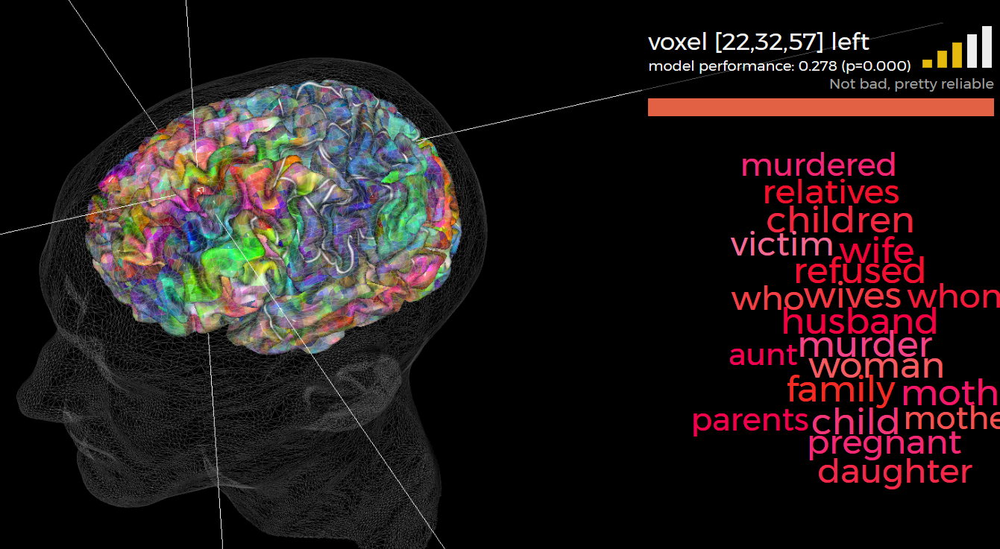 voxel [22,32,57] left
model performance: 0.278 (p=0.000)
Not bad, pretty reliable
murdered
relatives
children
victim wife
refused
who wives whom
husband
murder
aunt woman
family moth
parents child mothe
pregnant
daughter